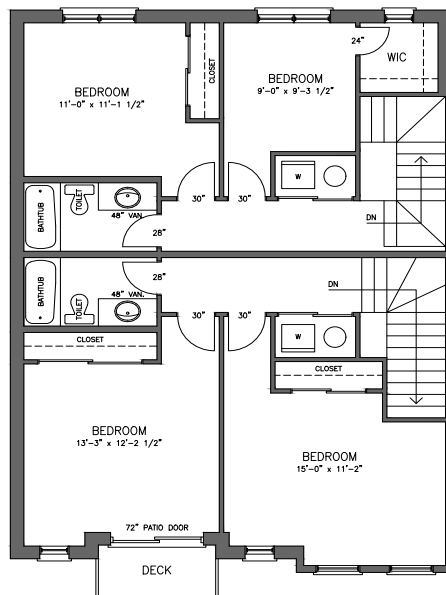 24"
WIC
CLOSET
BEDROOM
11'-0" x 11'-1 1/2"
BEDROOM
9'-0" x 9'-3 1/2"
W
30"
30"
BATHTUB
TOILET
48" VAN.
28"
DN
BATHTUB
TOILET
48" VAN.
28"
DN
30"
30"
W
CLOSET
CLOSET
BEDROOM
13'-3" x 12'-2 1/2"
BEDROOM
15'-0" x 11'-2"
72" PATIO DOOR
DECK